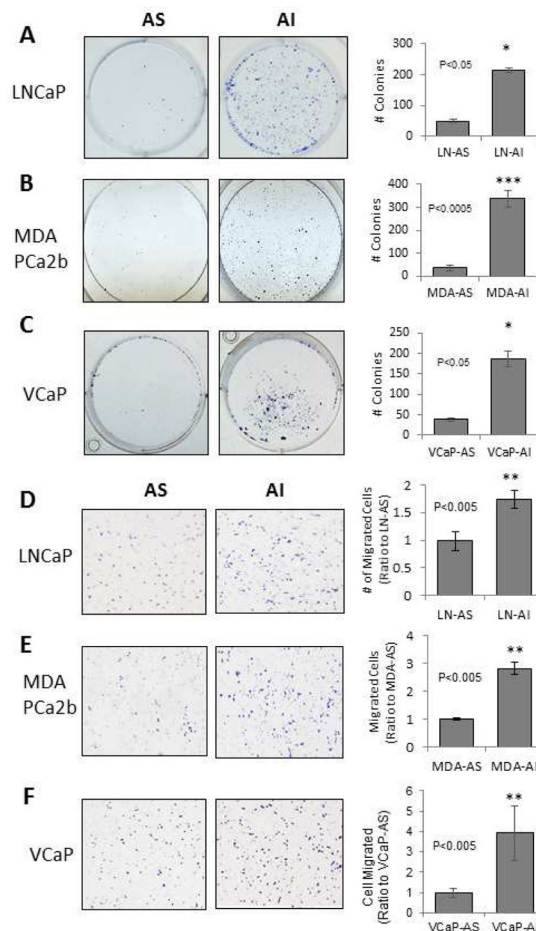 AS AI
A
LNCaP
# Colonies
300
200
100
0
P<0.05
*
LN-AS LN-AI
B
MDA
PCa2b
# Colonies
400
300
200
100
0
P<0.0005
***
MDA-AS MDA-AI
C
VCaP
# Colonies
250
200
150
100
50
0
P<0.05
*
VCaP-AS VCaP-AI
AS AI
D
LNCaP
# of Migrated Cells
(Ratio to LN-AS)
2
1.5
1
0.5
0
P<0.005
**
LN-AS LN-AI
E
MDA
PCa2b
Migrated Cells
(Ratio to MDA-AS)
4
3
2
1
0
P<0.005
**
MDA-AS MDA-AI
F
VCaP
Cell Migrated
(Ratio to VCaP-AS)
6
5
4
3
2
1
0
P<0.005
**
VCaP-AS VCaP-AI